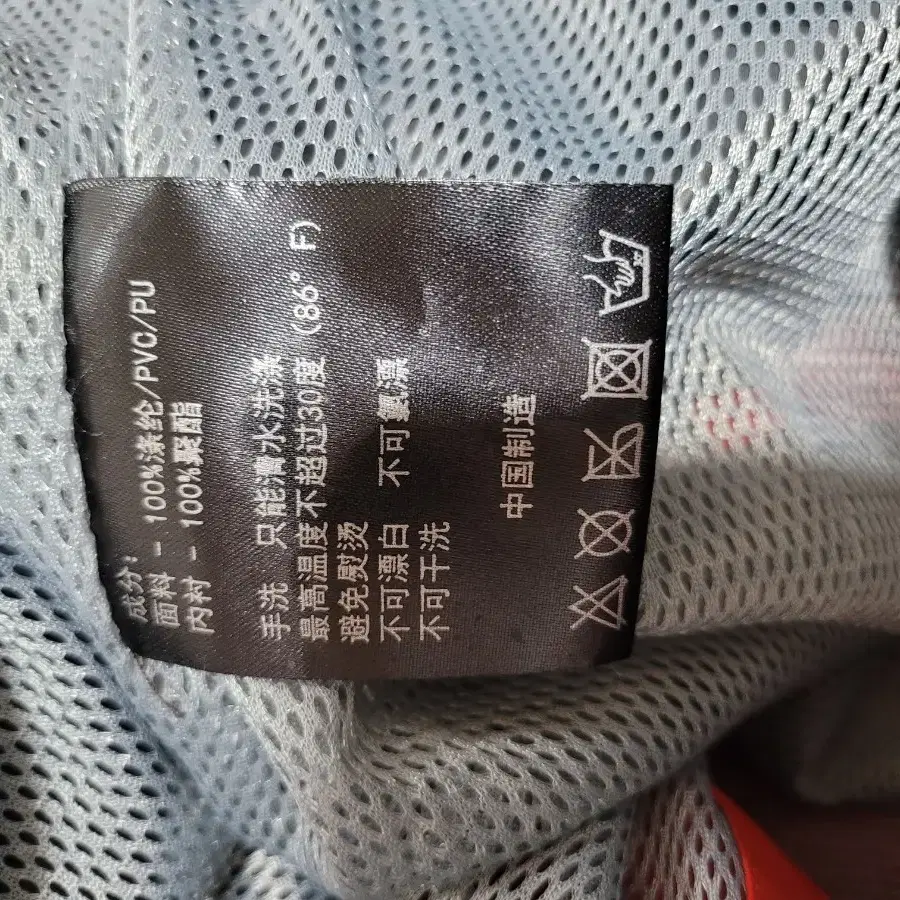 成分:
面料 - 100%涤纶/PVC/PU
内衬 - 100%聚酯
手洗 只能清水洗涤
最高温度不超过30度 (86° F)
避免熨烫
不可漂白 不可氯漂
不可干洗
中国制造